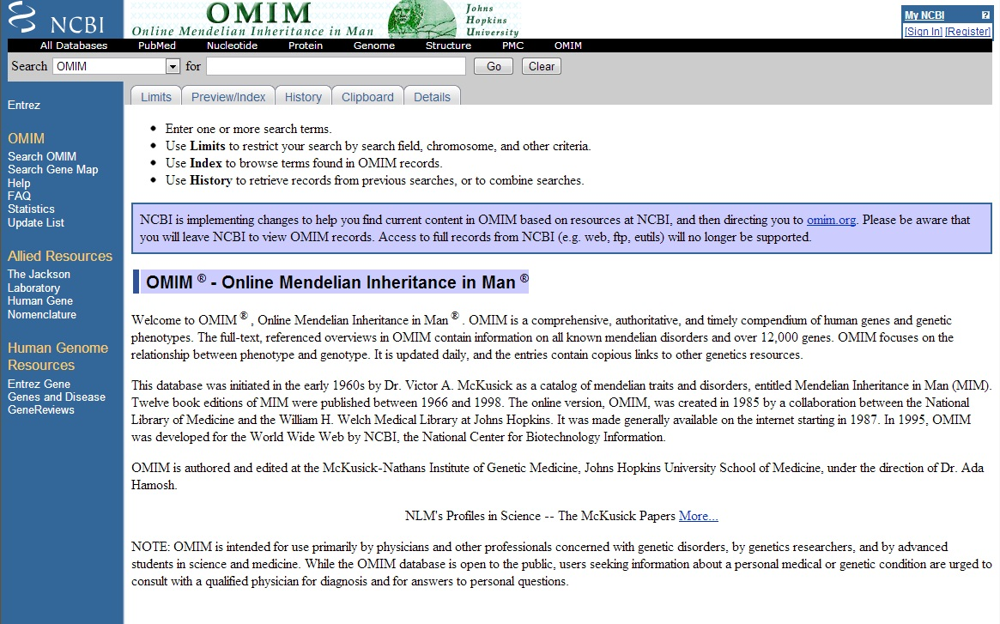 NCBI
OMIM
Online Mendelian Inheritance in Man
Johns
Hopkins
University
My NCBI ?
[Sign In] [Register]
All Databases PubMed Nucleotide Protein Genome Structure PMC OMIM
Search OMIM for Go Clear
Limits Preview/Index History Clipboard Details
Entrez
OMIM
Search OMIM
Search Gene Map
Help
FAQ
Statistics
Update List
Allied Resources
The Jackson
Laboratory
Human Gene
Nomenclature
Human Genome
Resources
Entrez Gene
Genes and Disease
GeneReviews
• Enter one or more search terms.
• Use Limits to restrict your search by search field, chromosome, and other criteria.
• Use Index to browse terms found in OMIM records.
• Use History to retrieve records from previous searches, or to combine searches.
NCBI is implementing changes to help you find current content in OMIM based on resources at NCBI, and then directing you to omim.org. Please be aware that
you will leave NCBI to view OMIM records. Access to full records from NCBI (e.g. web, ftp, eutils) will no longer be supported.
OMIM ® - Online Mendelian Inheritance in Man ®
Welcome to OMIM ® , Online Mendelian Inheritance in Man ® . OMIM is a comprehensive, authoritative, and timely compendium of human genes and genetic
phenotypes. The full-text, referenced overviews in OMIM contain information on all known mendelian disorders and over 12,000 genes. OMIM focuses on the
relationship between phenotype and genotype. It is updated daily, and the entries contain copious links to other genetics resources.
This database was initiated in the early 1960s by Dr. Victor A. McKusick as a catalog of mendelian traits and disorders, entitled Mendelian Inheritance in Man (MIM).
Twelve book editions of MIM were published between 1966 and 1998. The online version, OMIM, was created in 1985 by a collaboration between the National
Library of Medicine and the William H. Welch Medical Library at Johns Hopkins. It was made generally available on the internet starting in 1987. In 1995, OMIM
was developed for the World Wide Web by NCBI, the National Center for Biotechnology Information.
OMIM is authored and edited at the McKusick-Nathans Institute of Genetic Medicine, Johns Hopkins University School of Medicine, under the direction of Dr. Ada
Hamosh.
NLM's Profiles in Science -- The McKusick Papers More...
NOTE: OMIM is intended for use primarily by physicians and other professionals concerned with genetic disorders, by genetics researchers, and by advanced
students in science and medicine. While the OMIM database is open to the public, users seeking information about a personal medical or genetic condition are urged to
consult with a qualified physician for diagnosis and for answers to personal questions.